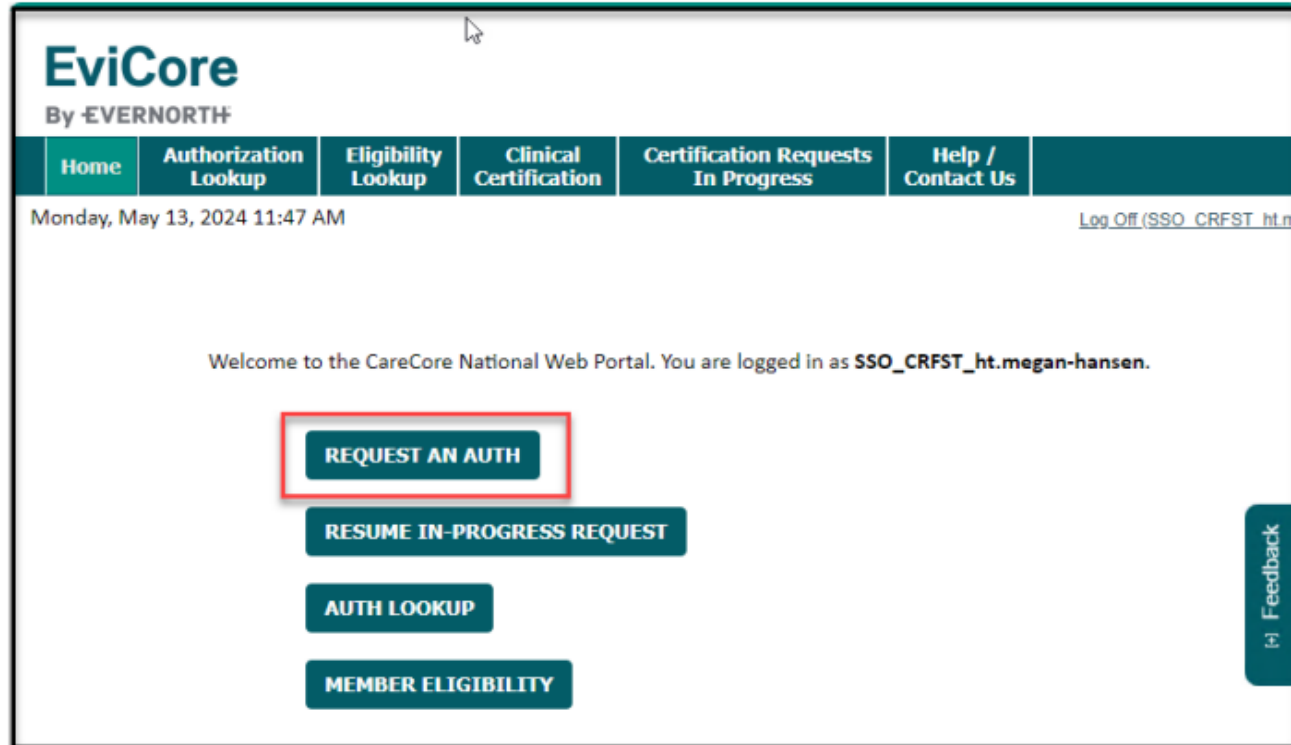 EviCore
By EVERNORTH
Home
Authorization
Lookup
Eligibility
Lookup
Clinical
Certification
Certification Requests
In Progress
Help /
Contact Us
Monday, May 13, 2024 11:47 AM
Log Off (SSO_CRFST_ht.m
Welcome to the CareCore National Web Portal. You are logged in as SSO_CRFST_ht.megan-hansen.
REQUEST AN AUTH
RESUME IN-PROGRESS REQUEST
AUTH LOOKUP
MEMBER ELIGIBILITY
[+] Feedback